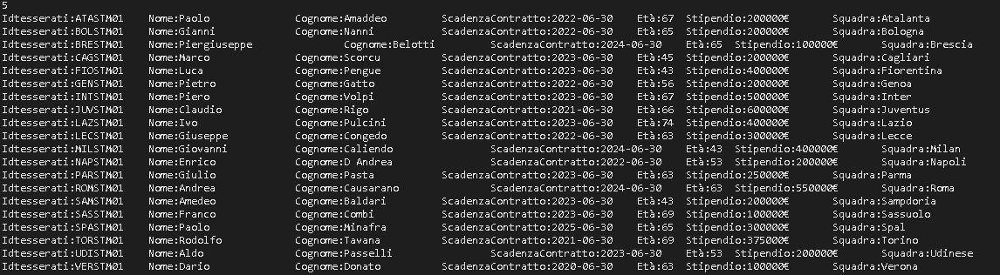 5
Idtesserati:ATASTM01 Nome:Paolo Cognome:Amaddeo ScadenzaContratto:2022-06-30 Età:67 Stipendio:200000€ Squadra:Atalanta
Idtesserati:BOLSTM01 Nome:Gianni Cognome:Nanni ScadenzaContratto:2022-06-30 Età:65 Stipendio:200000€ Squadra:Bologna
Idtesserati:BRESTM01 Nome:Piergiuseppe Cognome:Belotti ScadenzaContratto:2024-06-30 Età:65 Stipendio:100000€ Squadra:Brescia
Idtesserati:CAGSTM01 Nome:Marco Cognome:Scorcu ScadenzaContratto:2023-06-30 Età:45 Stipendio:200000€ Squadra:Cagliari
Idtesserati:FIOSTM01 Nome:Luca Cognome:Pengue ScadenzaContratto:2023-06-30 Età:43 Stipendio:400000€ Squadra:Fiorentina
Idtesserati:GENSTM01 Nome:Pietro Cognome:Gatto ScadenzaContratto:2022-06-30 Età:56 Stipendio:200000€ Squadra:Genoa
Idtesserati:INTSTM01 Nome:Piero Cognome:Volpi ScadenzaContratto:2023-06-30 Età:67 Stipendio:500000€ Squadra:Inter
Idtesserati:JUVSTM01 Nome:Claudio Cognome:Rigo ScadenzaContratto:2021-06-30 Età:66 Stipendio:600000€ Squadra:Juventus
Idtesserati:LAZSTM01 Nome:Ivo Cognome:Pulcini ScadenzaContratto:2023-06-30 Età:74 Stipendio:400000€ Squadra:Lazio
Idtesserati:LECSTM01 Nome:Giuseppe Cognome:Congedo ScadenzaContratto:2022-06-30 Età:63 Stipendio:300000€ Squadra:Lecce
Idtesserati:MILSTM01 Nome:Giovanni Cognome:Caliendo ScadenzaContratto:2024-06-30 Età:43 Stipendio:400000€ Squadra:Milan
Idtesserati:NAPSTM01 Nome:Enrico Cognome:D Andrea ScadenzaContratto:2022-06-30 Età:53 Stipendio:200000€ Squadra:Napoli
Idtesserati:PARSTM01 Nome:Giulio Cognome:Pasta ScadenzaContratto:2023-06-30 Età:63 Stipendio:250000€ Squadra:Parma
Idtesserati:ROMSTM01 Nome:Andrea Cognome:Causarano ScadenzaContratto:2024-06-30 Età:63 Stipendio:550000€ Squadra:Roma
Idtesserati:SAMSTM01 Nome:Amedeo Cognome:Baldari ScadenzaContratto:2023-06-30 Età:43 Stipendio:200000€ Squadra:Sampdoria
Idtesserati:SASSTM01 Nome:Franco Cognome:Combi ScadenzaContratto:2023-06-30 Età:69 Stipendio:100000€ Squadra:Sassuolo
Idtesserati:SPASTM01 Nome:Paolo Cognome:Minafra ScadenzaContratto:2025-06-30 Età:65 Stipendio:300000€ Squadra:Spal
Idtesserati:TORSTM01 Nome:Rodolfo Cognome:Tavana ScadenzaContratto:2021-06-30 Età:69 Stipendio:375000€ Squadra:Torino
Idtesserati:UDISTM01 Nome:Aldo Cognome:Passelli ScadenzaContratto:2023-06-30 Età:53 Stipendio:200000€ Squadra:Udinese
Idtesserati:VERSTM01 Nome:Dario Cognome:Donato ScadenzaContratto:2020-06-30 Età:63 Stipendio:100000€ Squadra:Verona